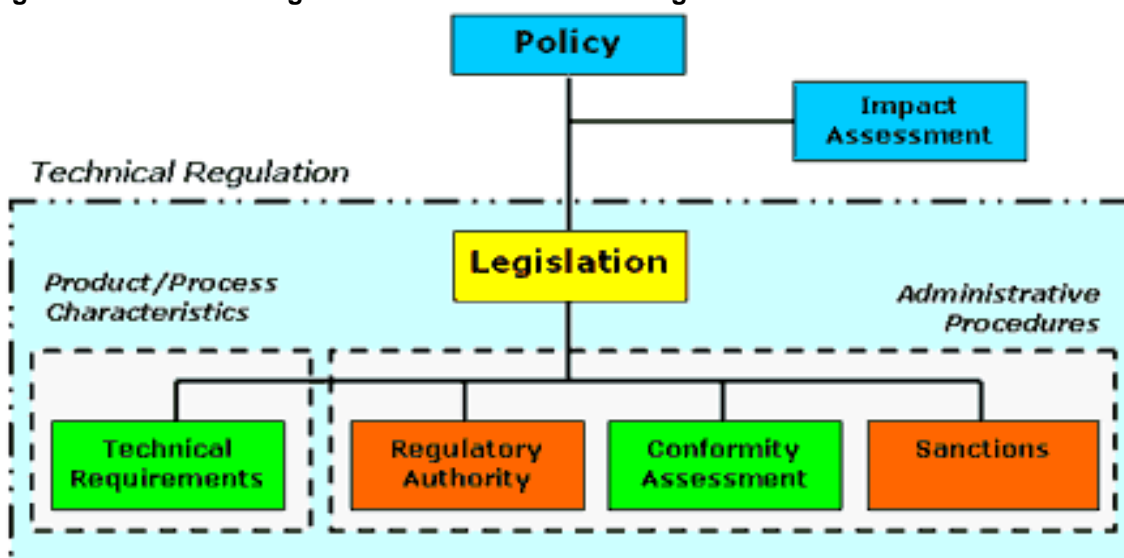 Policy
Impact
Assessment
Technical Regulation
Legislation
Product/Process
Characteristics
Administrative
Procedures
Technical
Requirements
Regulatory
Authority
Conformity
Assessment
Sanctions